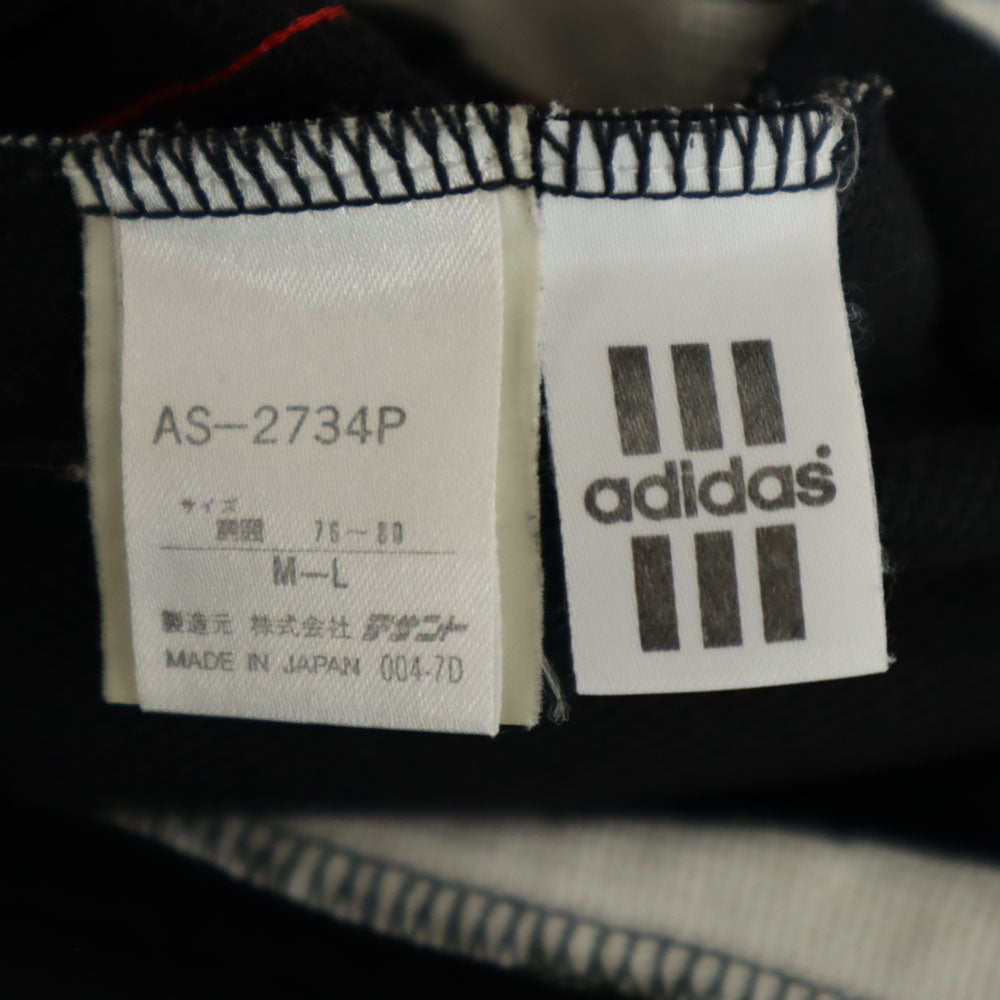 AS-2734P
サイズ
胴囲 76-80
M-L
製造元 株式会社 デサント
MADE IN JAPAN 004-7D
adidas